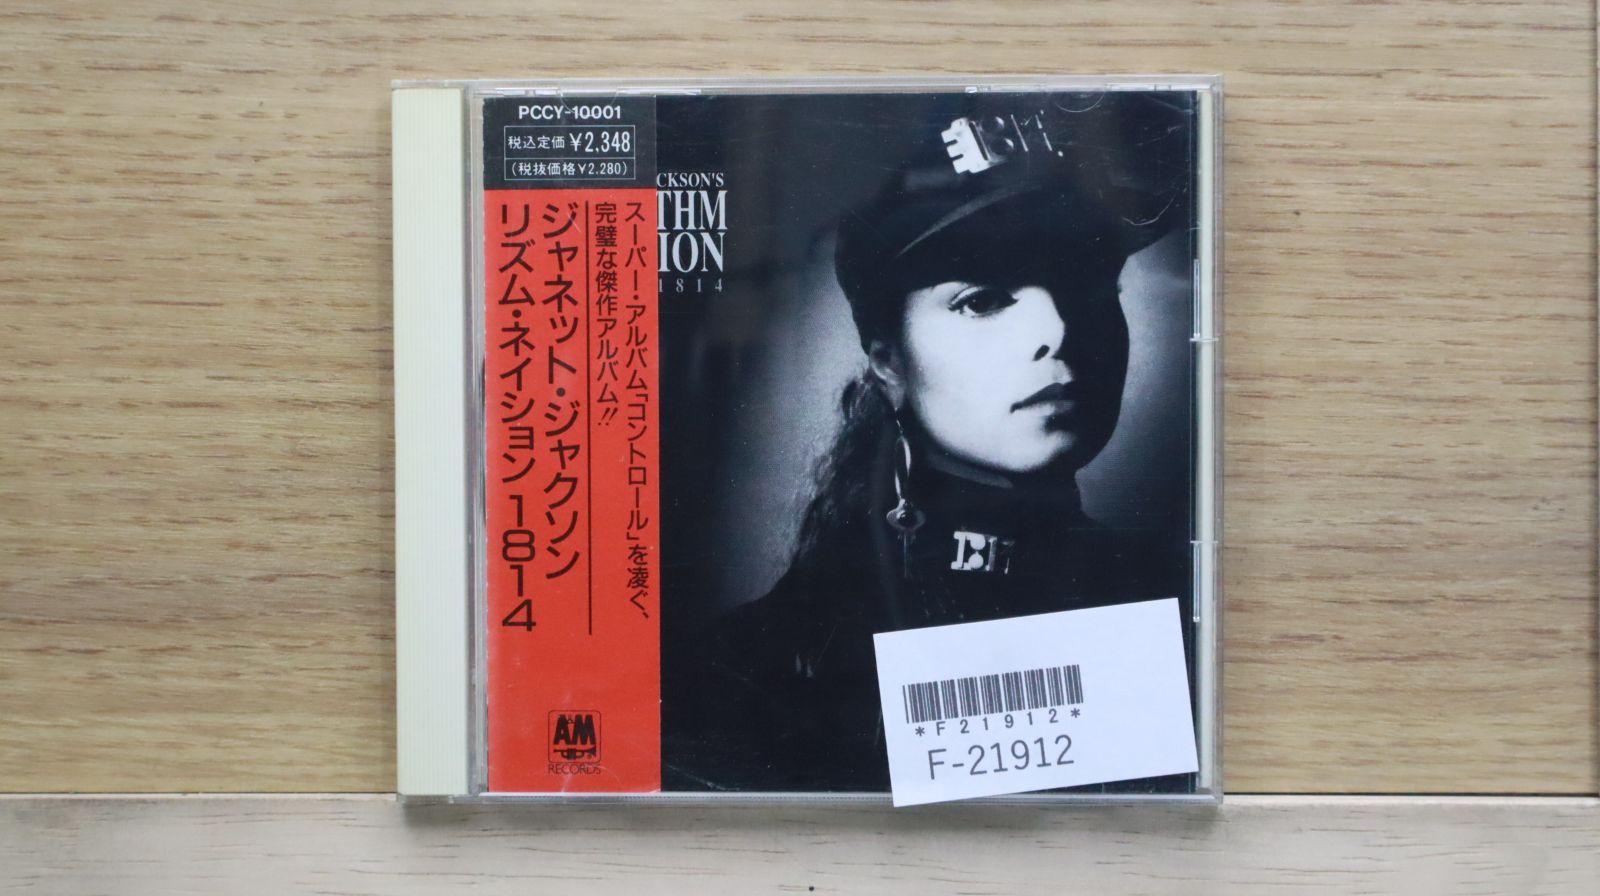 PCCY-10001
税込定価 ¥2,348
(税抜価格¥2,280)
スーパー・アルバム「コントロール」を凌ぐ、
完璧な傑作アルバム!!
ジャネット・ジャクソン
リズム・ネイション 1814
A&M
RECORDS
CKSON'S
THM
ION
1814
*F21912*
F-21912